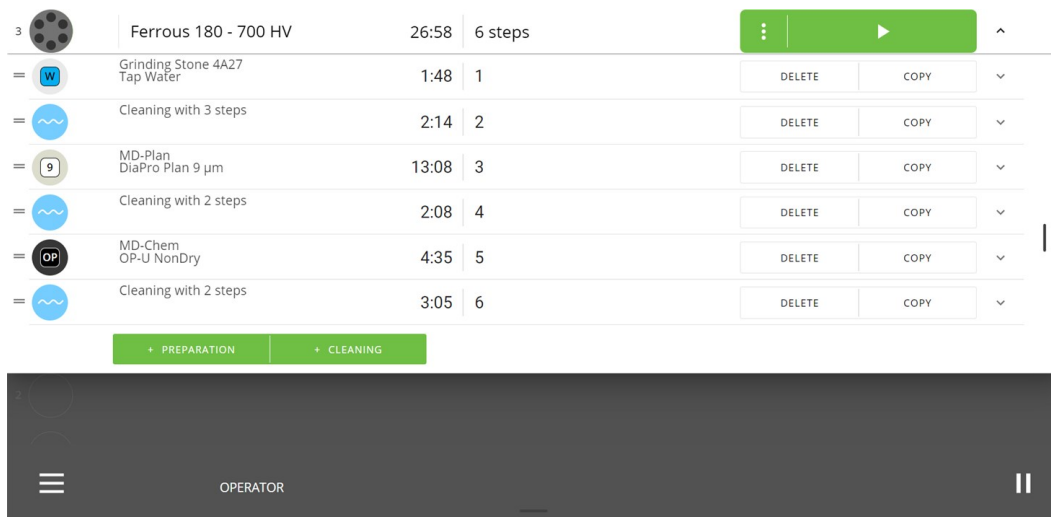 3 Ferrous 180 - 700 HV 26:58 6 steps
W Grinding Stone 4A27
Tap Water 1:48 1 DELETE COPY
Cleaning with 3 steps 2:14 2 DELETE COPY
9 MD-Plan
DiaPro Plan 9 µm 13:08 3 DELETE COPY
Cleaning with 2 steps 2:08 4 DELETE COPY
OP MD-Chem
OP-U NonDry 4:35 5 DELETE COPY
Cleaning with 2 steps 3:05 6 DELETE COPY
+ PREPARATION + CLEANING
2
OPERATOR